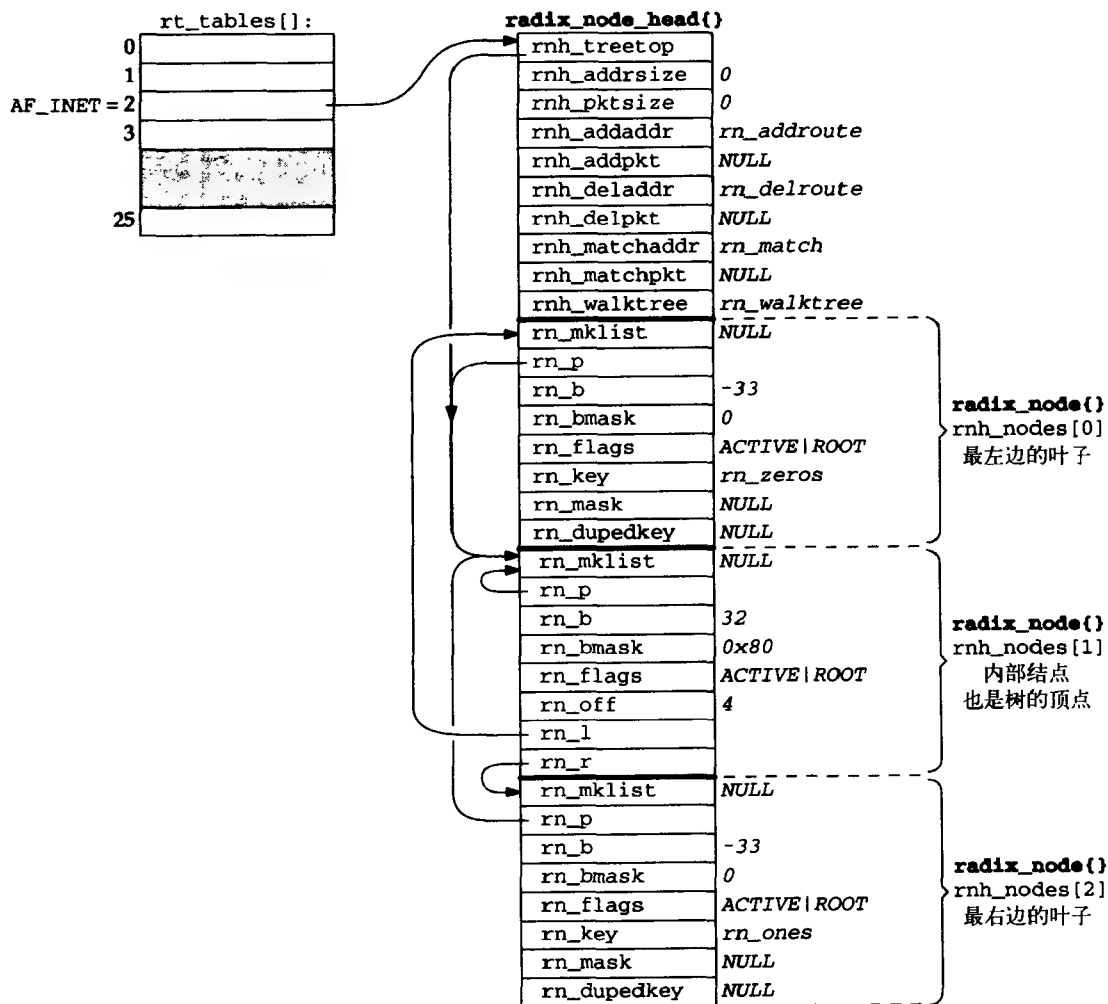 rt_tables[]:
0
1
AF_INET = 2
3
25
radix_node_head{}
rnh_treetop
rnh_addrsize 0
rnh_pktsize 0
rnh_addaddr rn_addroute
rnh_addpkt NULL
rnh_deladdr rn_delroute
rnh_delpkt NULL
rnh_matchaddr rn_match
rnh_matchpkt NULL
rnh_walktree rn_walktree
rn_mklist NULL
rn_p
rn_b -33
rn_bmask 0
rn_flags ACTIVE|ROOT
rn_key rn_zeros
rn_mask NULL
rn_dupedkey NULL
radix_node{}
rnh_nodes[0]
最左边的叶子
rn_mklist NULL
rn_p
rn_b 32
rn_bmask 0x80
rn_flags ACTIVE|ROOT
rn_off 4
rn_l
rn_r
radix_node{}
rnh_nodes[1]
内部结点
也是树的顶点
rn_mklist NULL
rn_p
rn_b -33
rn_bmask 0
rn_flags ACTIVE|ROOT
rn_key rn_ones
rn_mask NULL
rn_dupedkey NULL
radix_node{}
rnh_nodes[2]
最右边的叶子